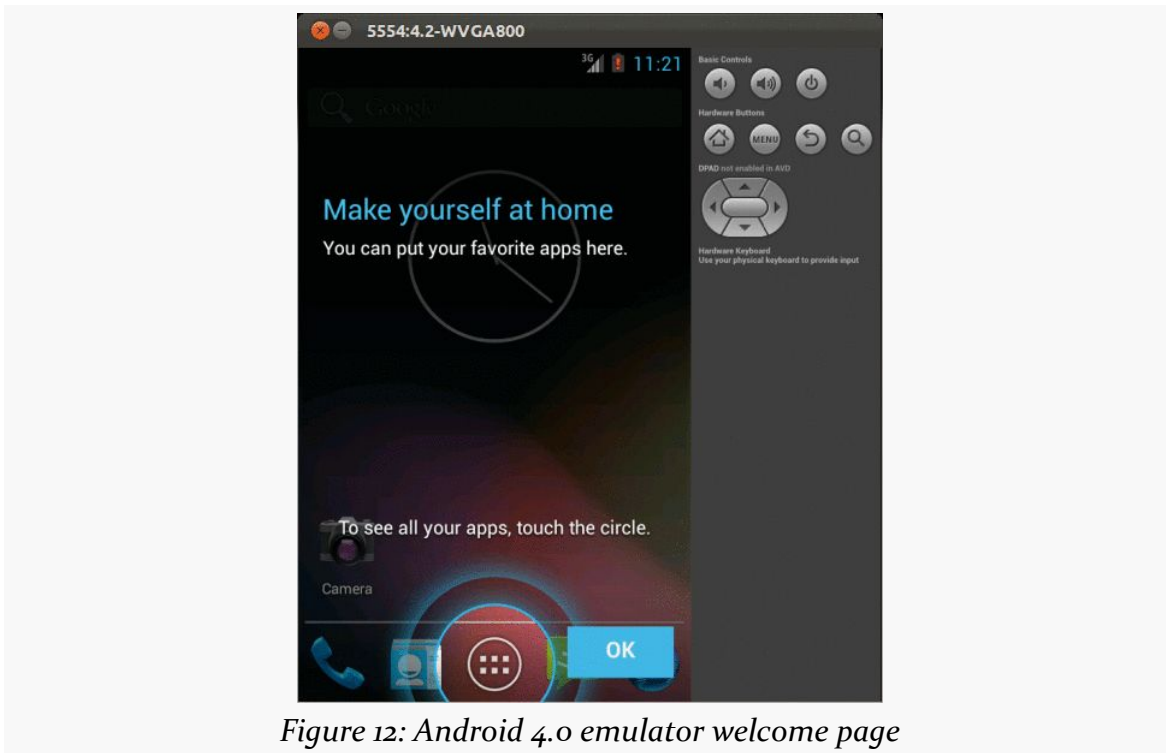 5554:4.2-WVGA800
3G 11:21
Google
Make yourself at home
You can put your favorite apps here.
To see all your apps, touch the circle.
Camera
OK
Basic Controls
Hardware Buttons
MENU
DPAD not enabled in AVD
Hardware Keyboard
Use your physical keyboard to provide input
Figure 12: Android 4.0 emulator welcome page